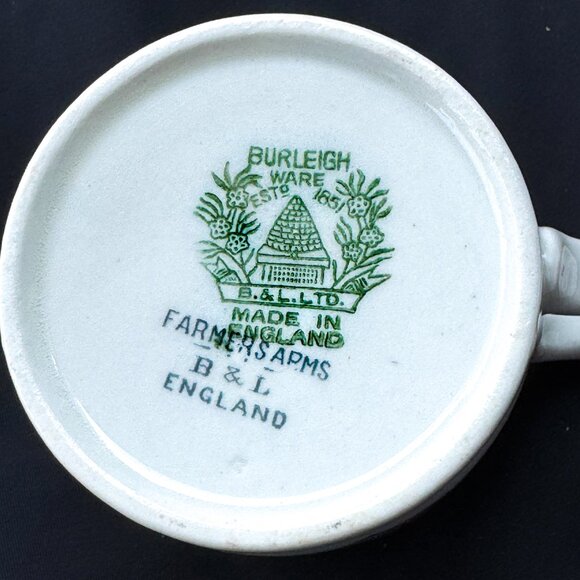 BURLEIGH
WARE
ESTD 1851
B. & L. LTD.
MADE IN
ENGLAND
FARMERS ARMS
B & L
ENGLAND